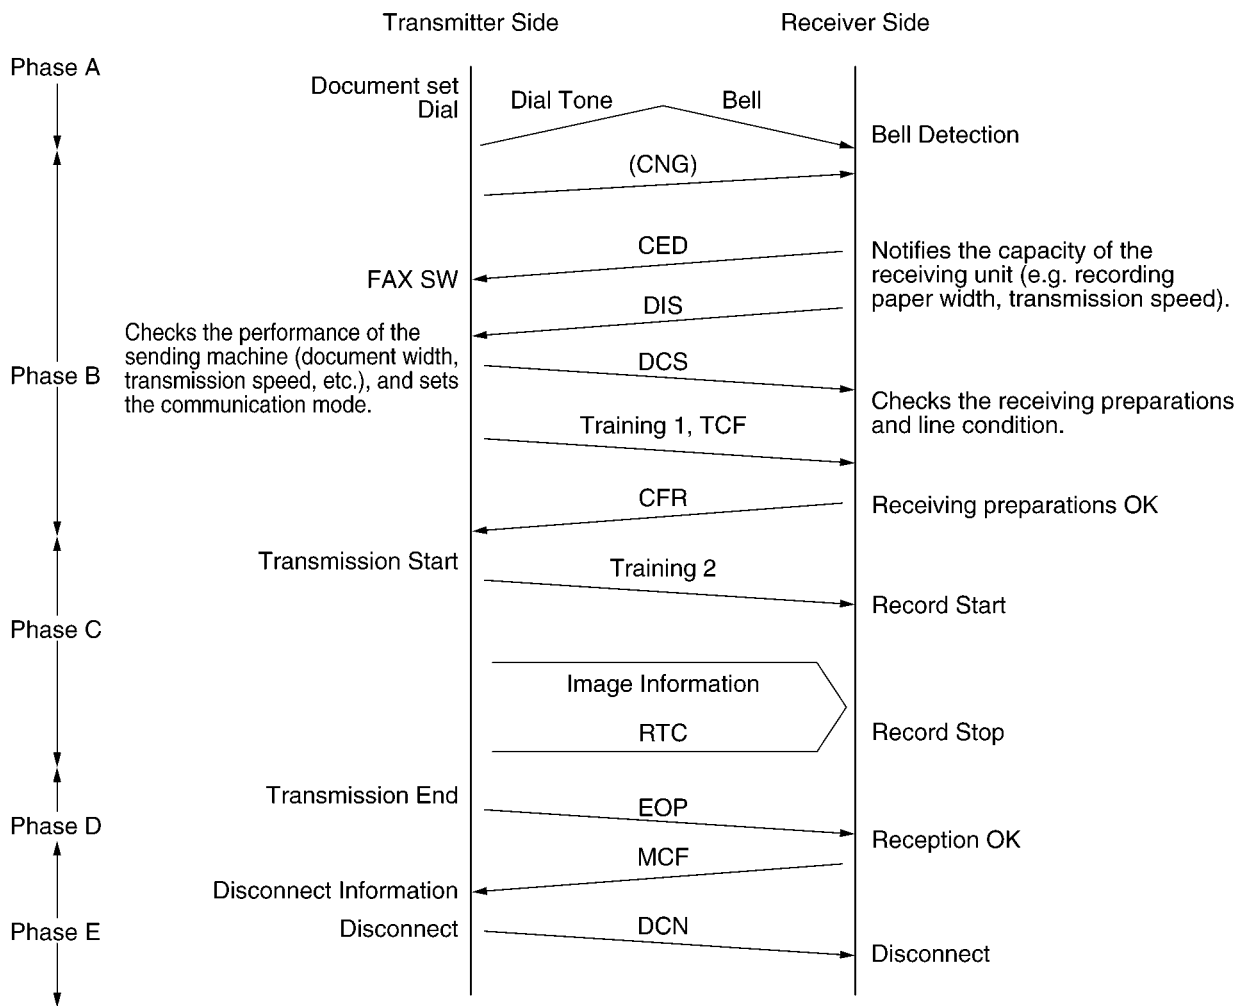 Transmitter Side
Receiver Side
Phase A
Document set
Dial
Dial Tone
Bell
Bell Detection
(CNG)
CED
FAX SW
Notifies the capacity of the
receiving unit (e.g. recording
paper width, transmission speed).
DIS
Phase B
Checks the performance of the
sending machine (document width,
transmission speed, etc.), and sets
the communication mode.
DCS
Checks the receiving preparations
and line condition.
Training 1, TCF
CFR
Receiving preparations OK
Transmission Start
Training 2
Record Start
Phase C
Image Information
RTC
Record Stop
Transmission End
EOP
Phase D
Reception OK
MCF
Disconnect Information
Phase E
Disconnect
DCN
Disconnect